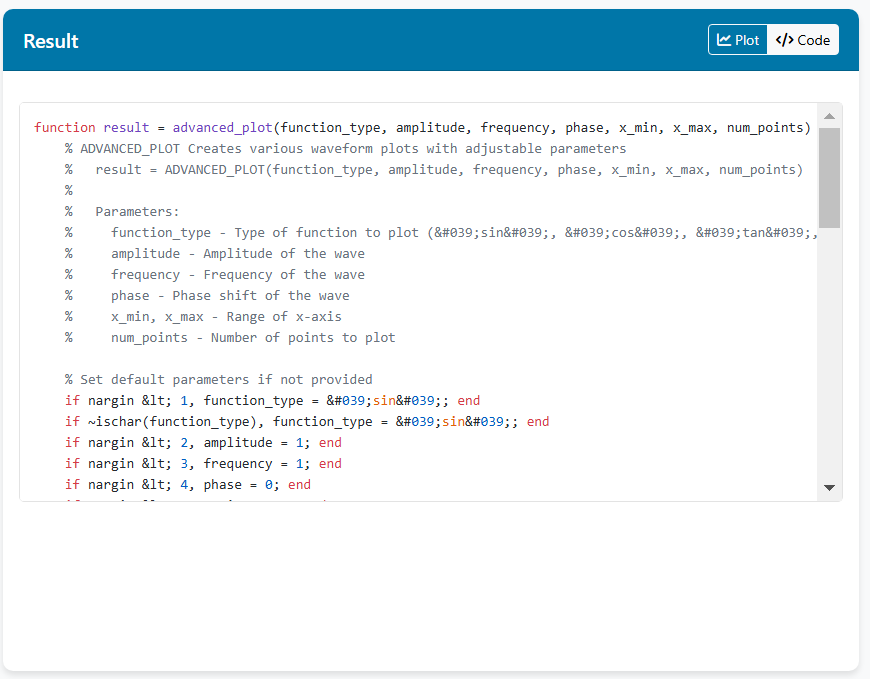 Result
Plot
</> Code
function result = advanced_plot(function_type, amplitude, frequency, phase, x_min, x_max, num_points)
% ADVANCED_PLOT Creates various waveform plots with adjustable parameters
%   result = ADVANCED_PLOT(function_type, amplitude, frequency, phase, x_min, x_max, num_points)
%
%   Parameters:
%     function_type - Type of function to plot (&#039;sin&#039;, &#039;cos&#039;, &#039;tan&#039;,
%     amplitude - Amplitude of the wave
%     frequency - Frequency of the wave
%     phase - Phase shift of the wave
%     x_min, x_max - Range of x-axis
%     num_points - Number of points to plot
% Set default parameters if not provided
if nargin &lt; 1, function_type = &#039;sin&#039;; end
if ~ischar(function_type), function_type = &#039;sin&#039;; end
if nargin &lt; 2, amplitude = 1; end
if nargin &lt; 3, frequency = 1; end
if nargin &lt; 4, phase = 0; end